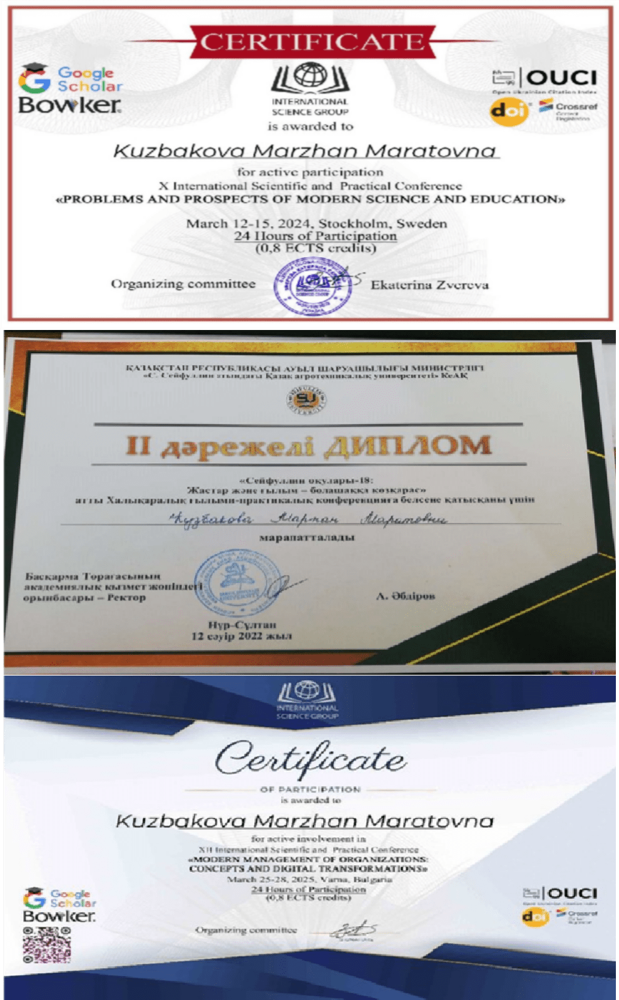 CERTIFICATE
Google Scholar
Bowker.
INTERNATIONAL
SCIENCE GROUP
OUCI
Open Ukrainian Citation Index
doi
Crossref
Content
Registration
is awarded to
Kuzbakova Marzhan Maratovna
for active participation
X International Scientific and Practical Conference
«PROBLEMS AND PROSPECTS OF MODERN SCIENCE AND EDUCATION»
March 12-15, 2024, Stockholm, Sweden
24 Hours of Participation
(0,8 ECTS credits)
Organizing committee
Ekaterina Zvereva
ҚАЗАҚСТАН РЕСПУБЛИКАСЫ АУЫЛ ШАРУАШЫЛЫҒЫ МИНИСТРЛІГІ
«С. Сейфуллин атындағы Қазақ агротехникалық университеті» КеАҚ
SU
II дәрежелі ДИПЛОМ
«Сейфуллин оқулары-18:
Жастар және ғылым – болашаққа көзқарас»
атты Халықаралық ғылыми-практикалық конференцияға белсене қатысқаны үшін
Кузбакова Маржан Маратовна
марапатталады
Басқарма Төрағасының
академиялық қызмет жөніндегі
орынбасары – Ректор
А. Әбдіров
Нұр-Сұлтан
12 сәуір 2022 жыл
INTERNATIONAL
SCIENCE GROUP
Certificate
OF PARTICIPATION
is awarded to
Kuzbakova Marzhan Maratovna
for active involvement in
XII International Scientific and Practical Conference
«MODERN MANAGEMENT OF ORGANIZATIONS:
CONCEPTS AND DIGITAL TRANSFORMATIONS»
March 25-28, 2025, Varna, Bulgaria
24 Hours of Participation
(0,8 ECTS credits)
Google Scholar
Bowker.
OUCI
doi
Crossref
Organizing committee